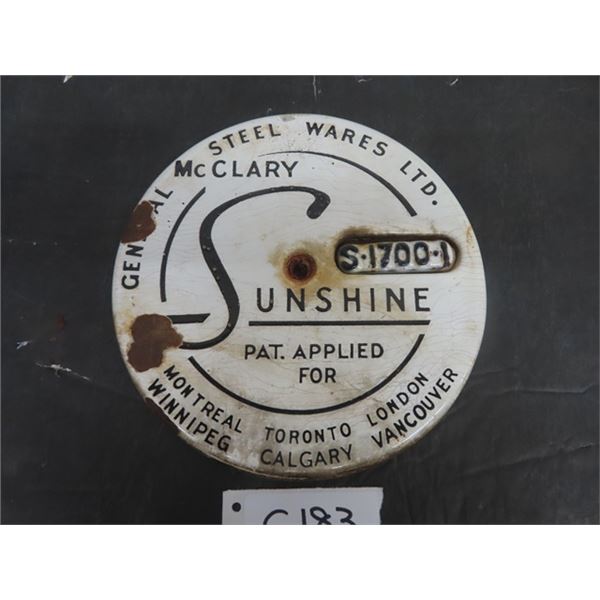 GENERAL STEEL WARES LTD.
McCLARY
SUNSHINE
S-1700-1
PAT. APPLIED
FOR
MONTREAL TORONTO LONDON
WINNIPEG CALGARY VANCOUVER
C183